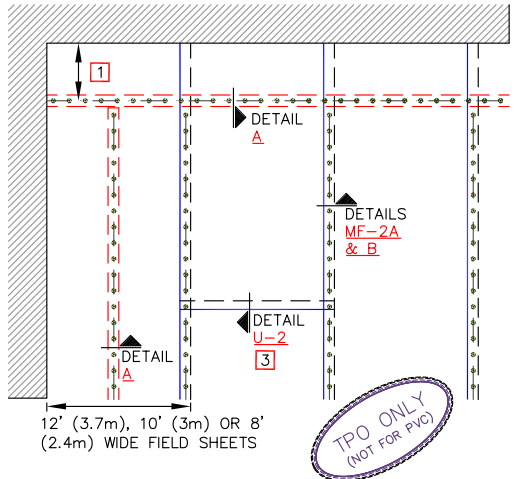 1
DETAIL
A
DETAILS
MF-2A
& B
DETAIL
U-2
3
DETAIL
A
12' (3.7m), 10' (3m) OR 8'
(2.4m) WIDE FIELD SHEETS
TPO ONLY
(NOT FOR PVC)